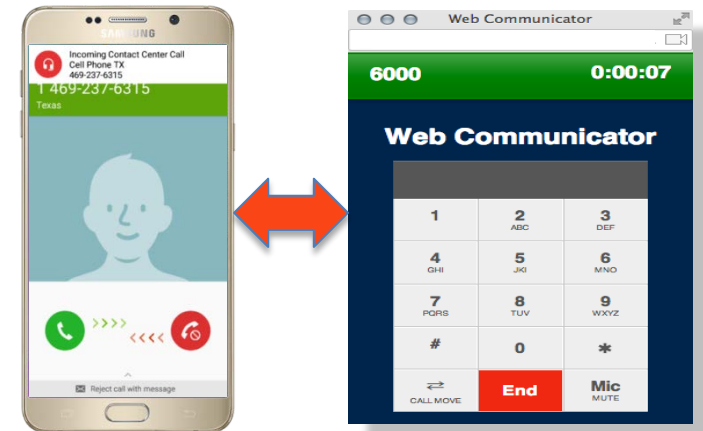 SAMSUNG
Incoming Contact Center Call
Cell Phone TX
469-237-6315
1 469-237-6315
Texas
Reject call with message
Web Communicator
6000
0:00:07
Web Communicator
1
2
3
ABC
DEF
4
5
6
GHI
JKl
MNO
7
8
9
PQRS
TUV
WXYZ
#
0
*
CALL MOVE
End
Mic
MUTE